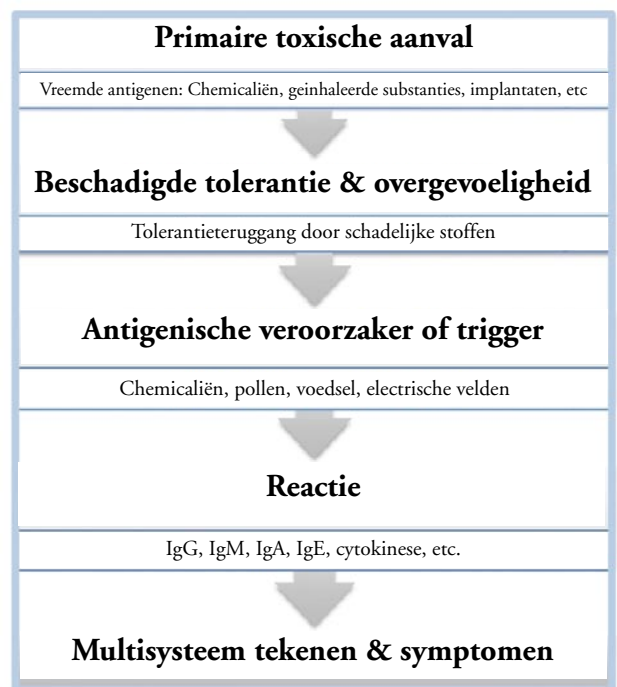 Primaire toxische aanval
Vreemde antigenen: Chemicaliën, geinhaleerde substanties, implantaten, etc
Beschadigde tolerantie & overgevoeligheid
Tolerantieteruggang door schadelijke stoffen
Antigenische veroorzaker of trigger
Chemicaliën, pollen, voedsel, electrische velden
Reactie
IgG, IgM, IgA, IgE, cytokinese, etc.
Multisysteem tekenen & symptomen